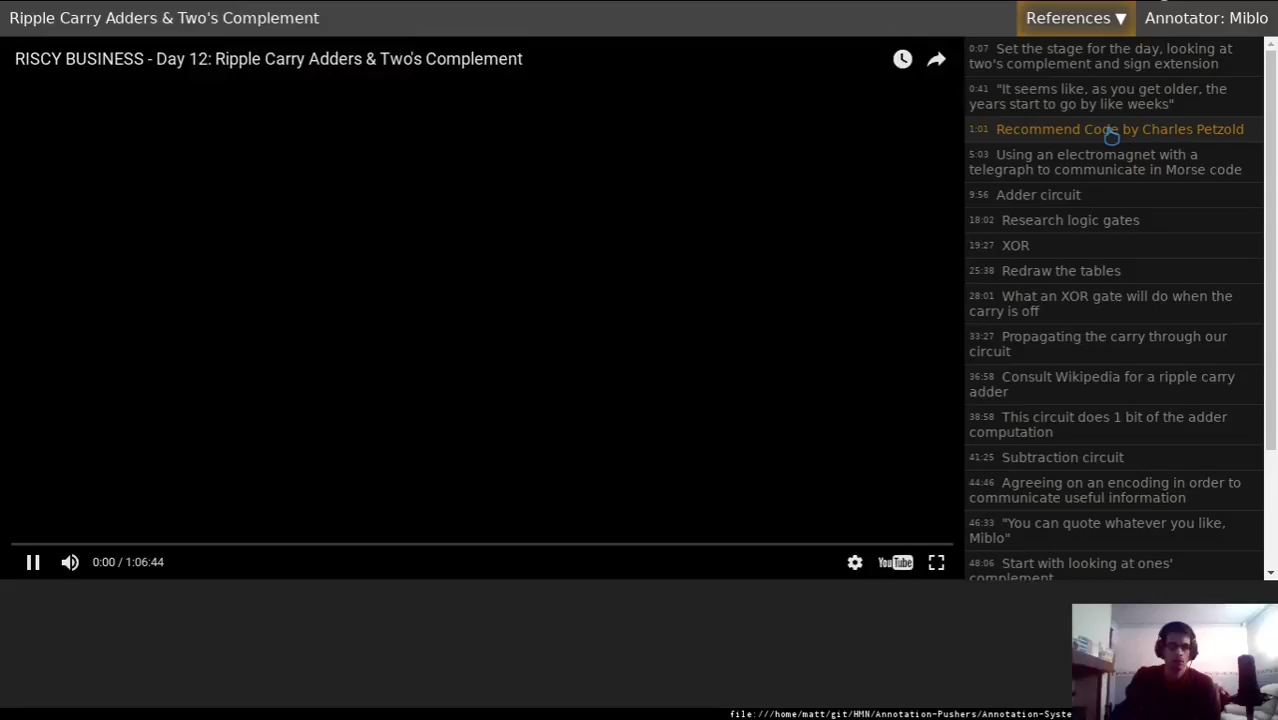 Ripple Carry Adders & Two's Complement
References ▼
Annotator: Miblo
RISCY BUSINESS - Day 12: Ripple Carry Adders & Two's Complement
0:07 Set the stage for the day, looking at
two's complement and sign extension
0:41 "It seems like, as you get older, the
years start to go by like weeks"
1:01 Recommend Code by Charles Petzold
5:03 Using an electromagnet with a
telegraph to communicate in Morse code
9:56 Adder circuit
18:02 Research logic gates
19:27 XOR
25:38 Redraw the tables
28:01 What an XOR gate will do when the
carry is off
33:27 Propagating the carry through our
circuit
36:58 Consult Wikipedia for a ripple carry
adder
38:58 This circuit does 1 bit of the adder
computation
41:25 Subtraction circuit
44:46 Agreeing on an encoding in order to
communicate useful information
46:33 "You can quote whatever you like,
Miblo"
48:06 Start with looking at ones'
complement
0:00 / 1:06:44
YouTube
file:///home/matt/git/HMN/Annotation-Pushers/Annotation-Syste